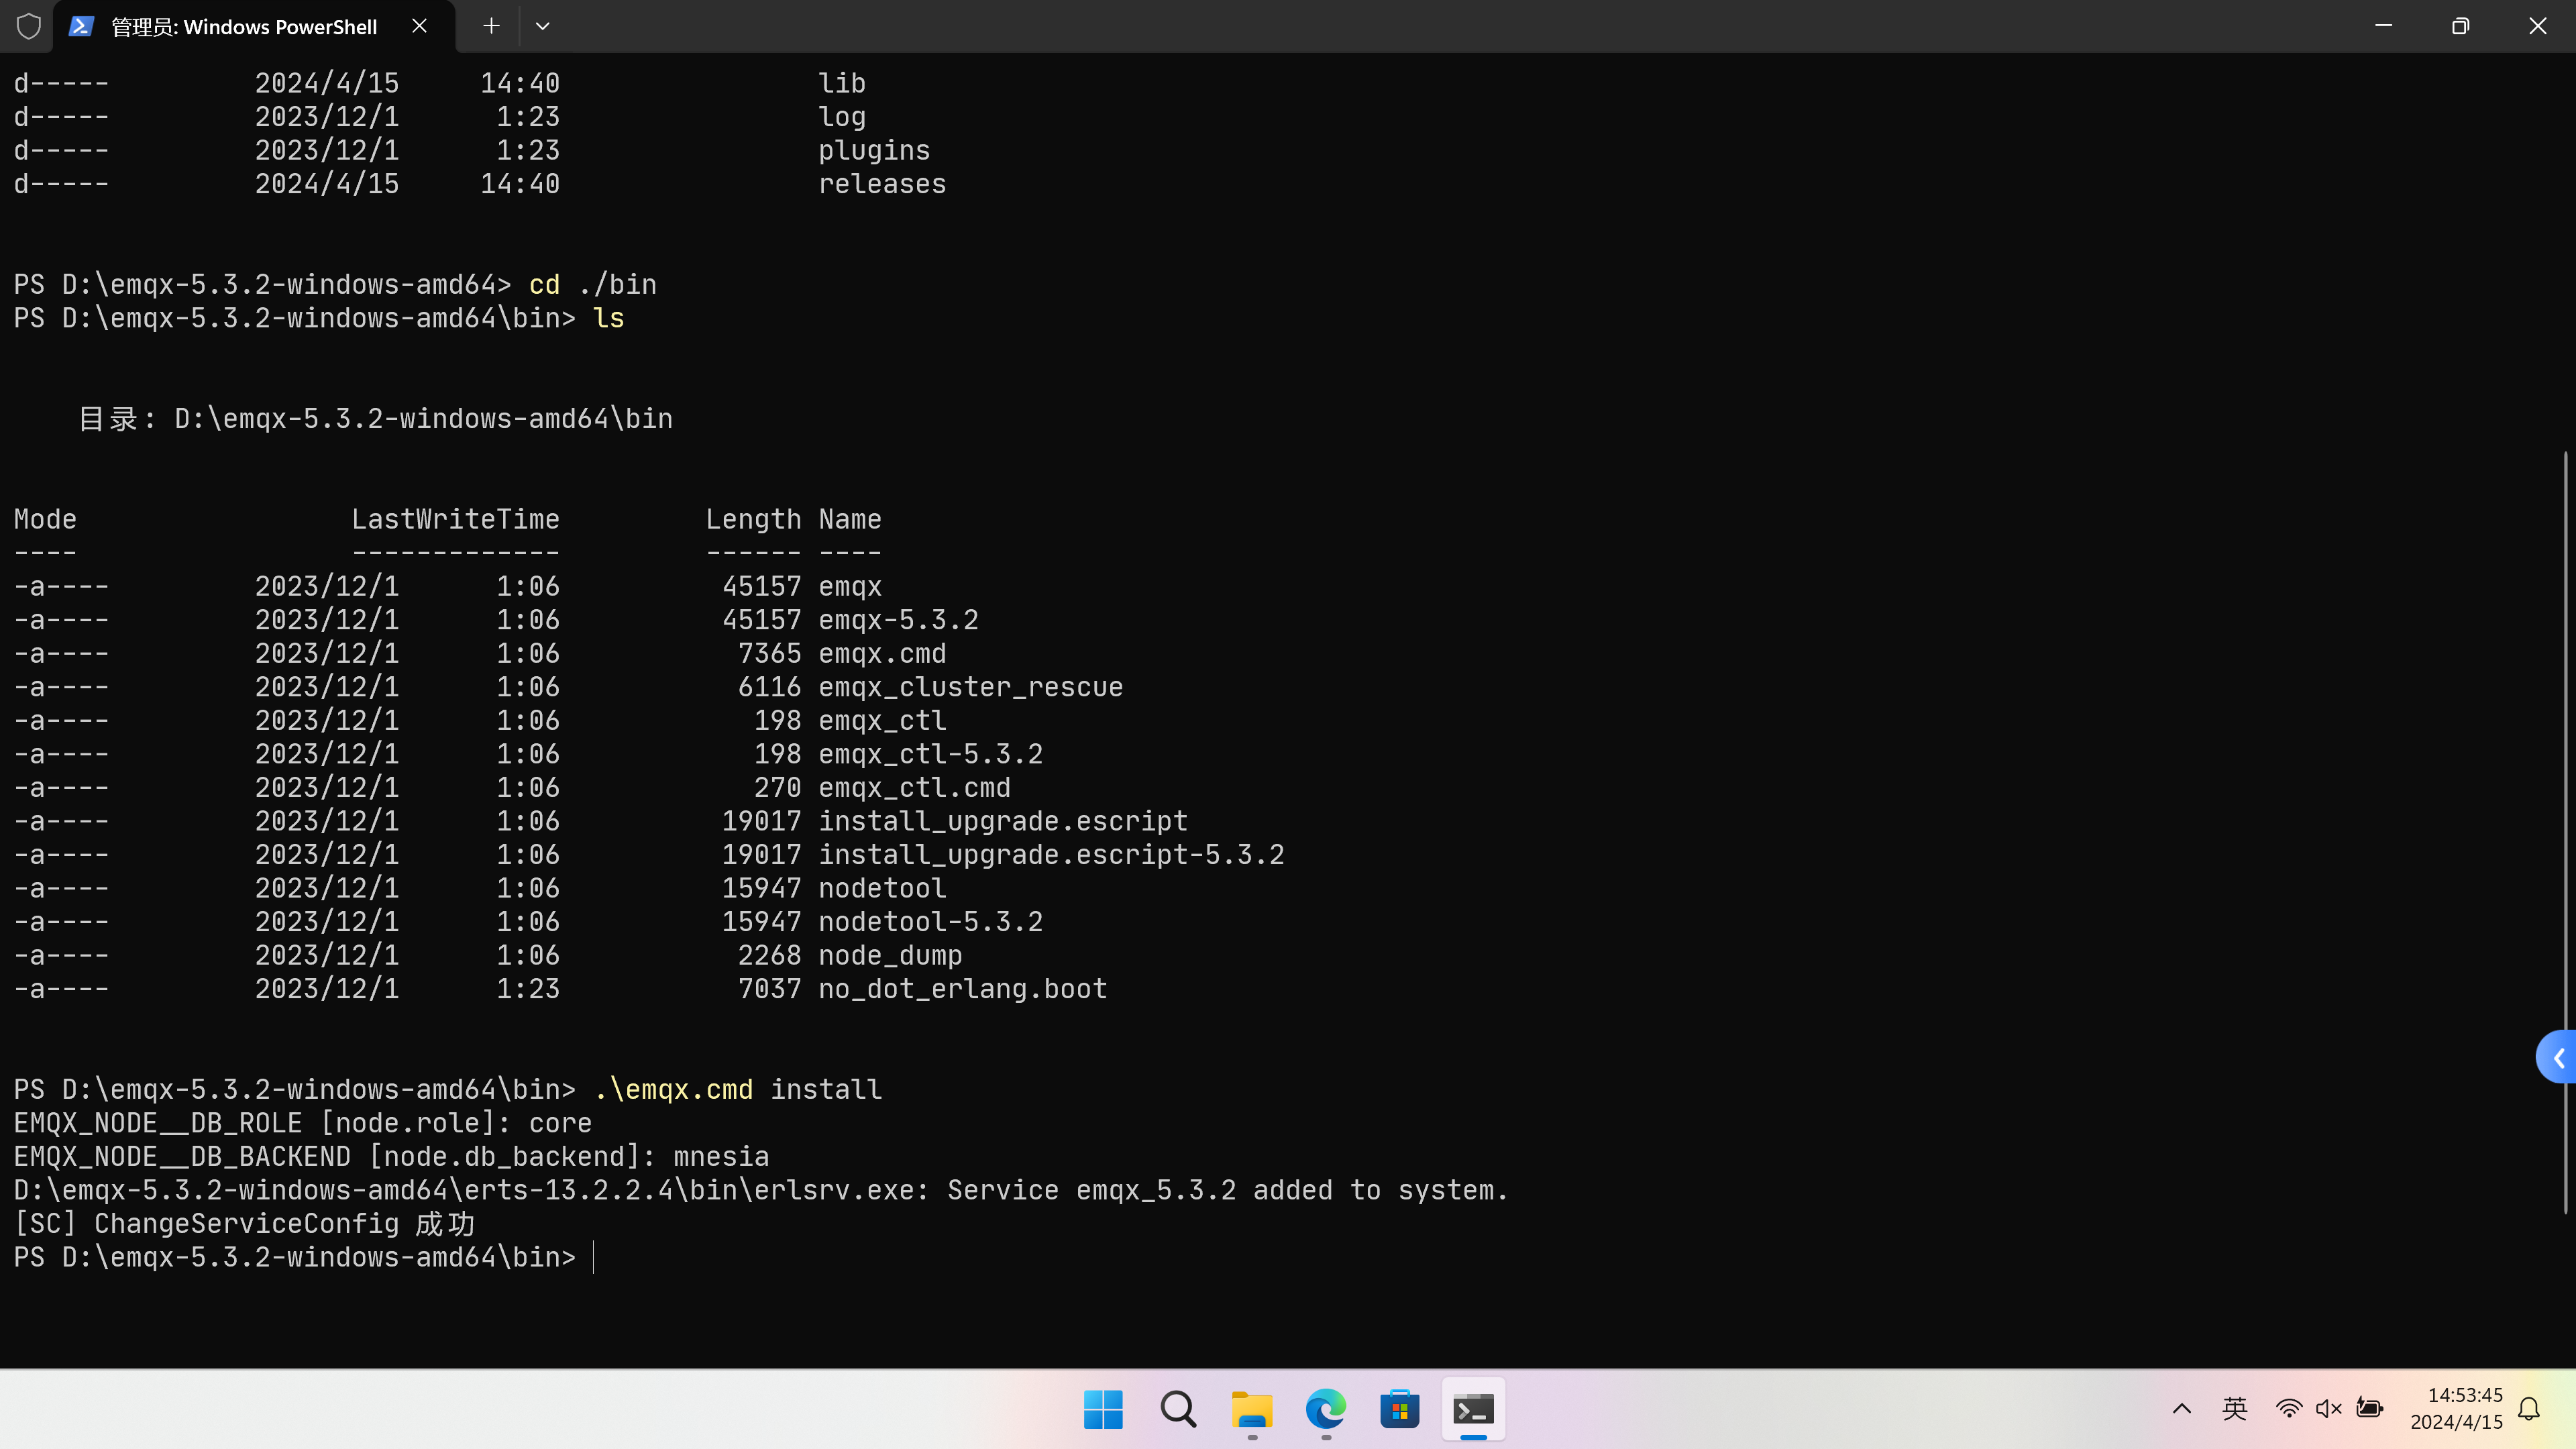 管理员: Windows PowerShell
d-----         2024/4/15     14:40                lib
d-----         2023/12/1      1:23                log
d-----         2023/12/1      1:23                plugins
d-----         2024/4/15     14:40                releases
PS D:\emqx-5.3.2-windows-amd64> cd ./bin
PS D:\emqx-5.3.2-windows-amd64\bin> ls
目录: D:\emqx-5.3.2-windows-amd64\bin
Mode                 LastWriteTime         Length Name
----                 -------------         ------ ----
-a----         2023/12/1      1:06          45157 emqx
-a----         2023/12/1      1:06          45157 emqx-5.3.2
-a----         2023/12/1      1:06           7365 emqx.cmd
-a----         2023/12/1      1:06           6116 emqx_cluster_rescue
-a----         2023/12/1      1:06            198 emqx_ctl
-a----         2023/12/1      1:06            198 emqx_ctl-5.3.2
-a----         2023/12/1      1:06            270 emqx_ctl.cmd
-a----         2023/12/1      1:06          19017 install_upgrade.escript
-a----         2023/12/1      1:06          19017 install_upgrade.escript-5.3.2
-a----         2023/12/1      1:06          15947 nodetool
-a----         2023/12/1      1:06          15947 nodetool-5.3.2
-a----         2023/12/1      1:06           2268 node_dump
-a----         2023/12/1      1:23           7037 no_dot_erlang.boot
PS D:\emqx-5.3.2-windows-amd64\bin> .\emqx.cmd install
EMQX_NODE__DB_ROLE [node.role]: core
EMQX_NODE__DB_BACKEND [node.db_backend]: mnesia
D:\emqx-5.3.2-windows-amd64\erts-13.2.2.4\bin\erlsrv.exe: Service emqx_5.3.2 added to system.
[SC] ChangeServiceConfig 成功
PS D:\emqx-5.3.2-windows-amd64\bin>
英
14:53:45
2024/4/15